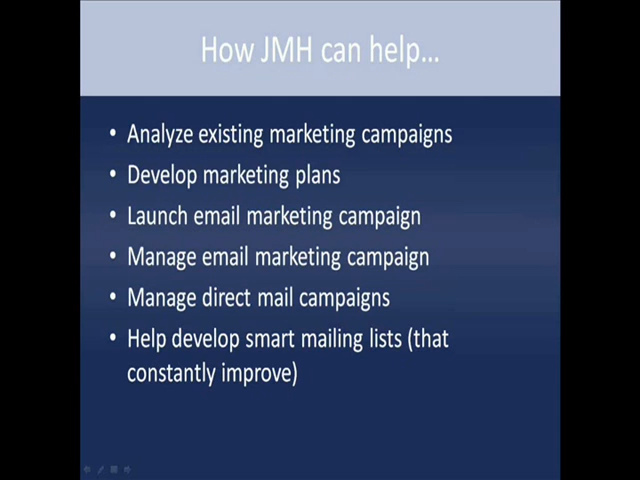 How JMH can help...
• Analyze existing marketing campaigns
• Develop marketing plans
• Launch email marketing campaign
• Manage email marketing campaign
• Manage direct mail campaigns
• Help develop smart mailing lists (that
constantly improve)